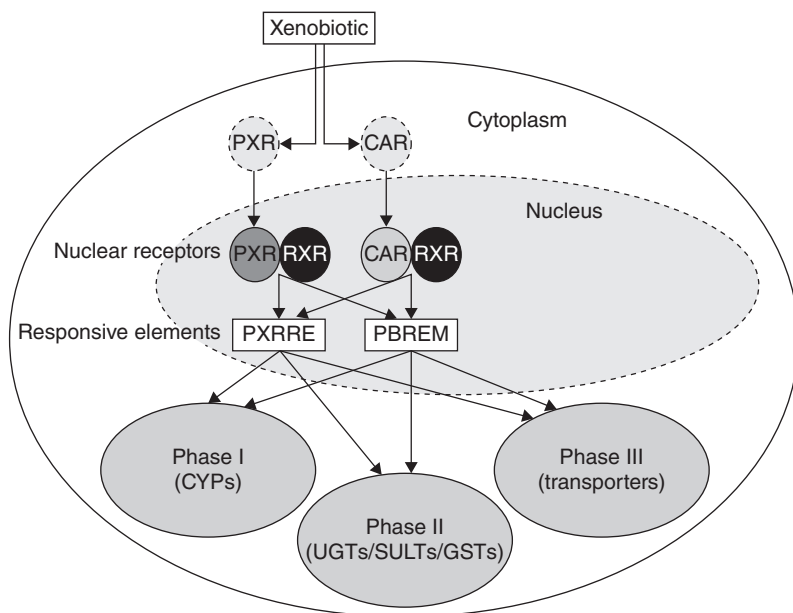 Xenobiotic
Cytoplasm
PXR
CAR
Nucleus
Nuclear receptors
PXR
RXR
CAR
RXR
Responsive elements
PXRRE
PBREM
Phase I
(CYPs)
Phase III
(transporters)
Phase II
(UGTs/SULTs/GSTs)